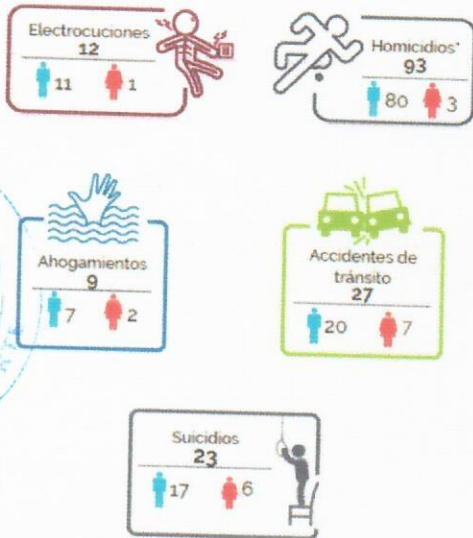 Electrocuciones
12
11 1
Homicidios*
93
80 3
Ahogamientos
9
7 2
Accidentes de
tránsito
27
20 7
Suicidios
23
17 6